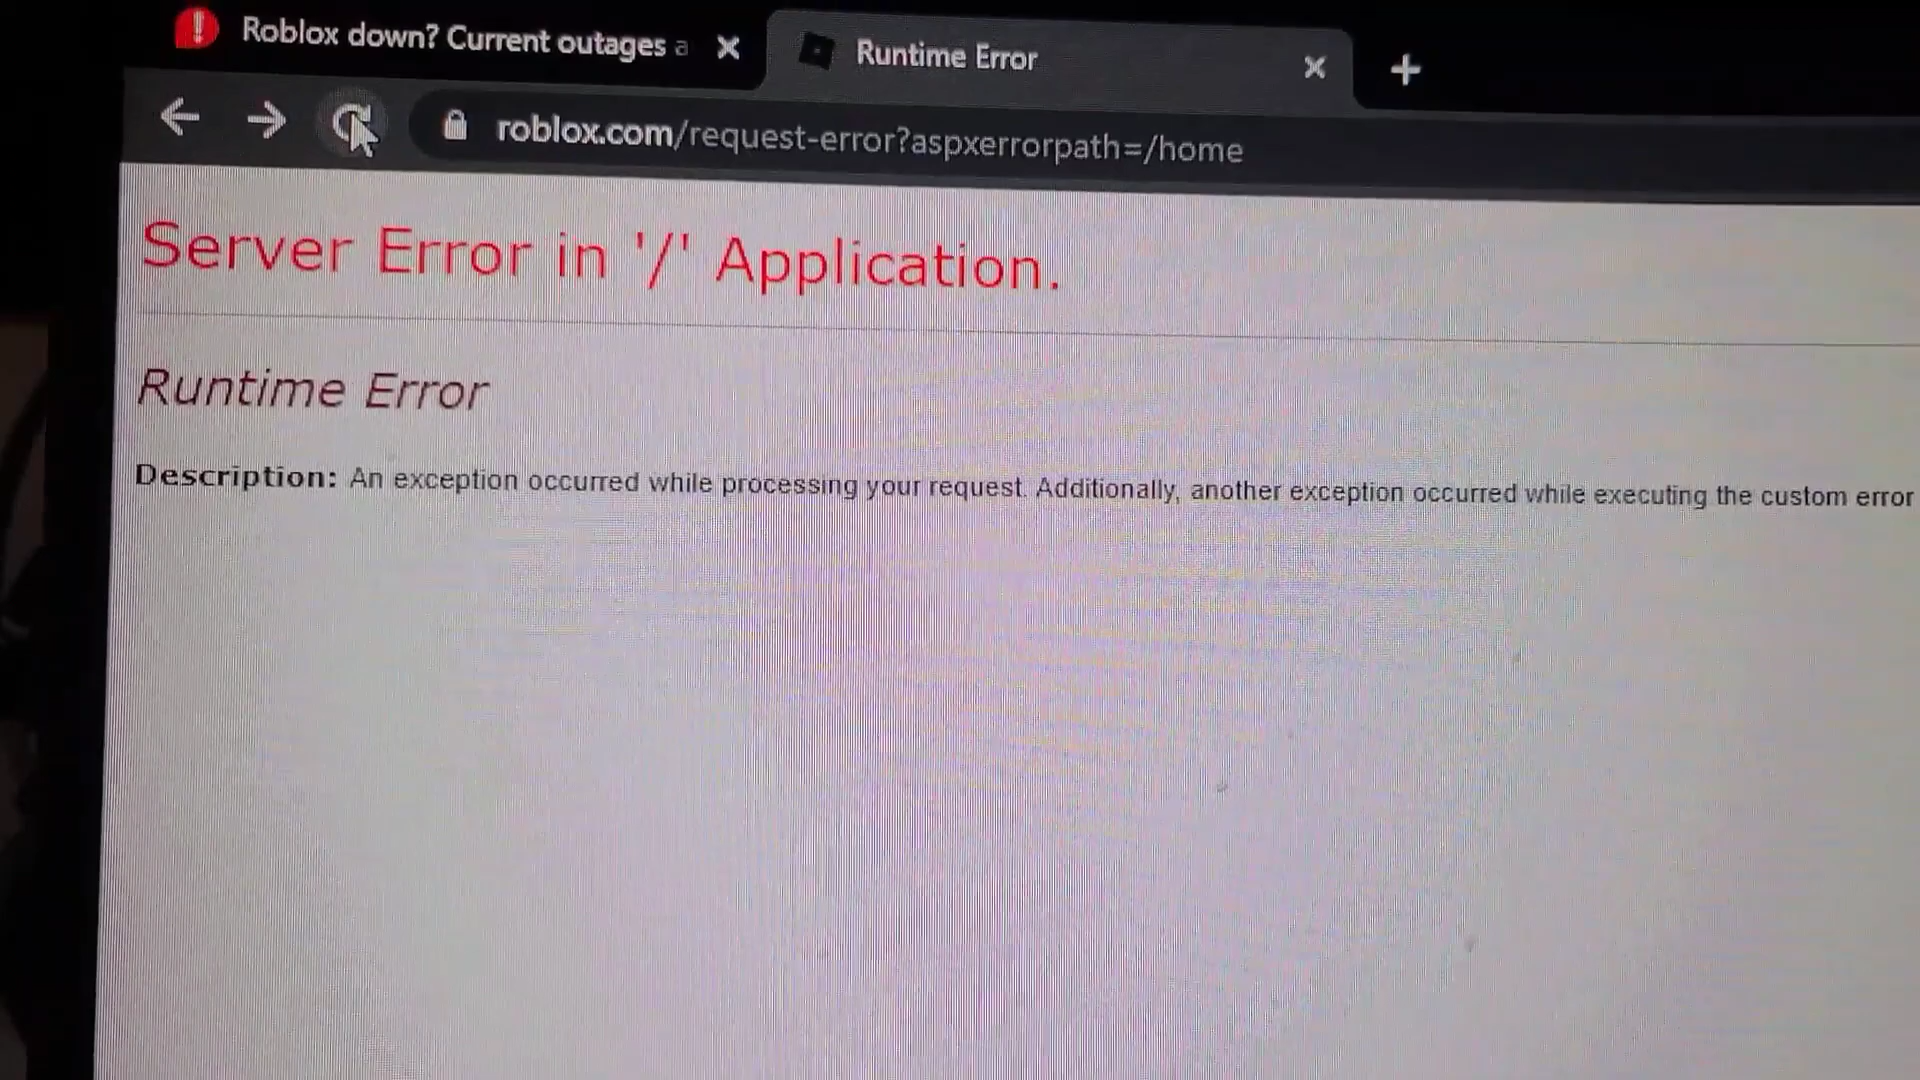 Roblox down? Current outages a
Runtime Error
roblox.com/request-error?aspxerrorpath=/home
Server Error in '/' Application.
Runtime Error
Description: An exception occurred while processing your request. Additionally, another exception occurred while executing the custom error